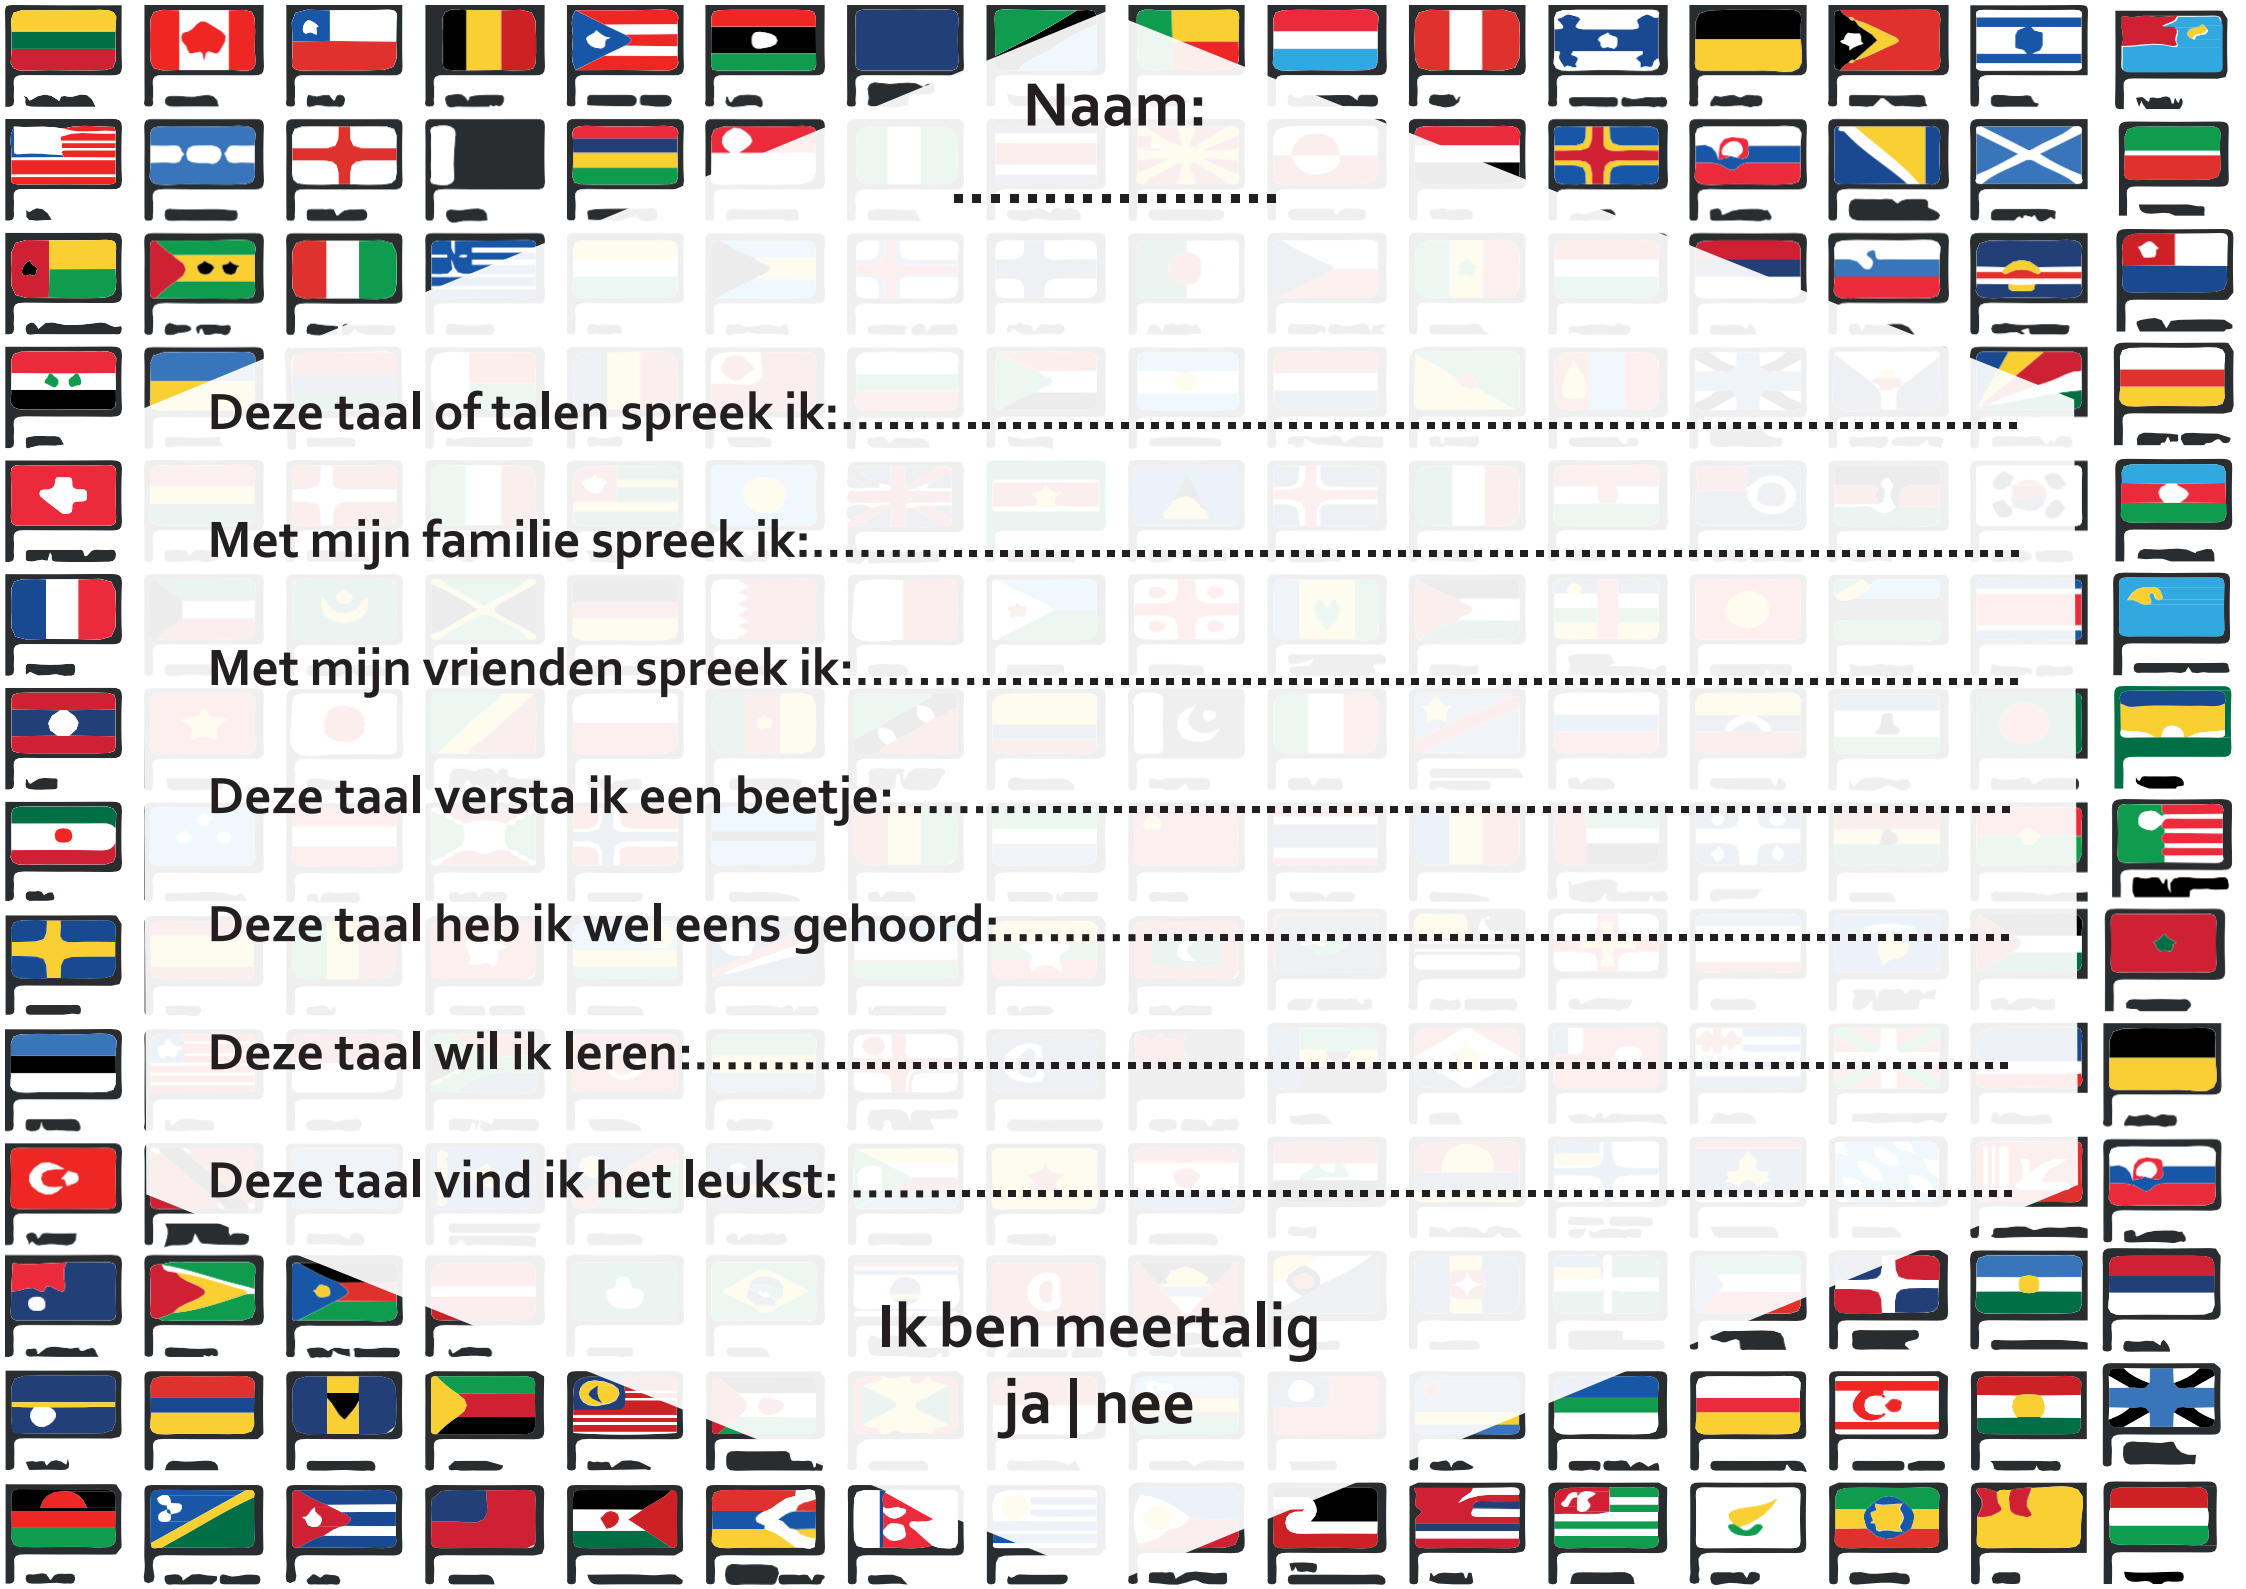 Naam:
..................
Deze taal of talen spreek ik:................................................................................
Met mijn familie spreek ik:................................................................................
Met mijn vrienden spreek ik:................................................................................
Deze taal versta ik een beetje:................................................................................
Deze taal heb ik wel eens gehoord:................................................................................
Deze taal wil ik leren:................................................................................
Deze taal vind ik het leukst: ................................................................................
Ik ben meertalig
ja | nee